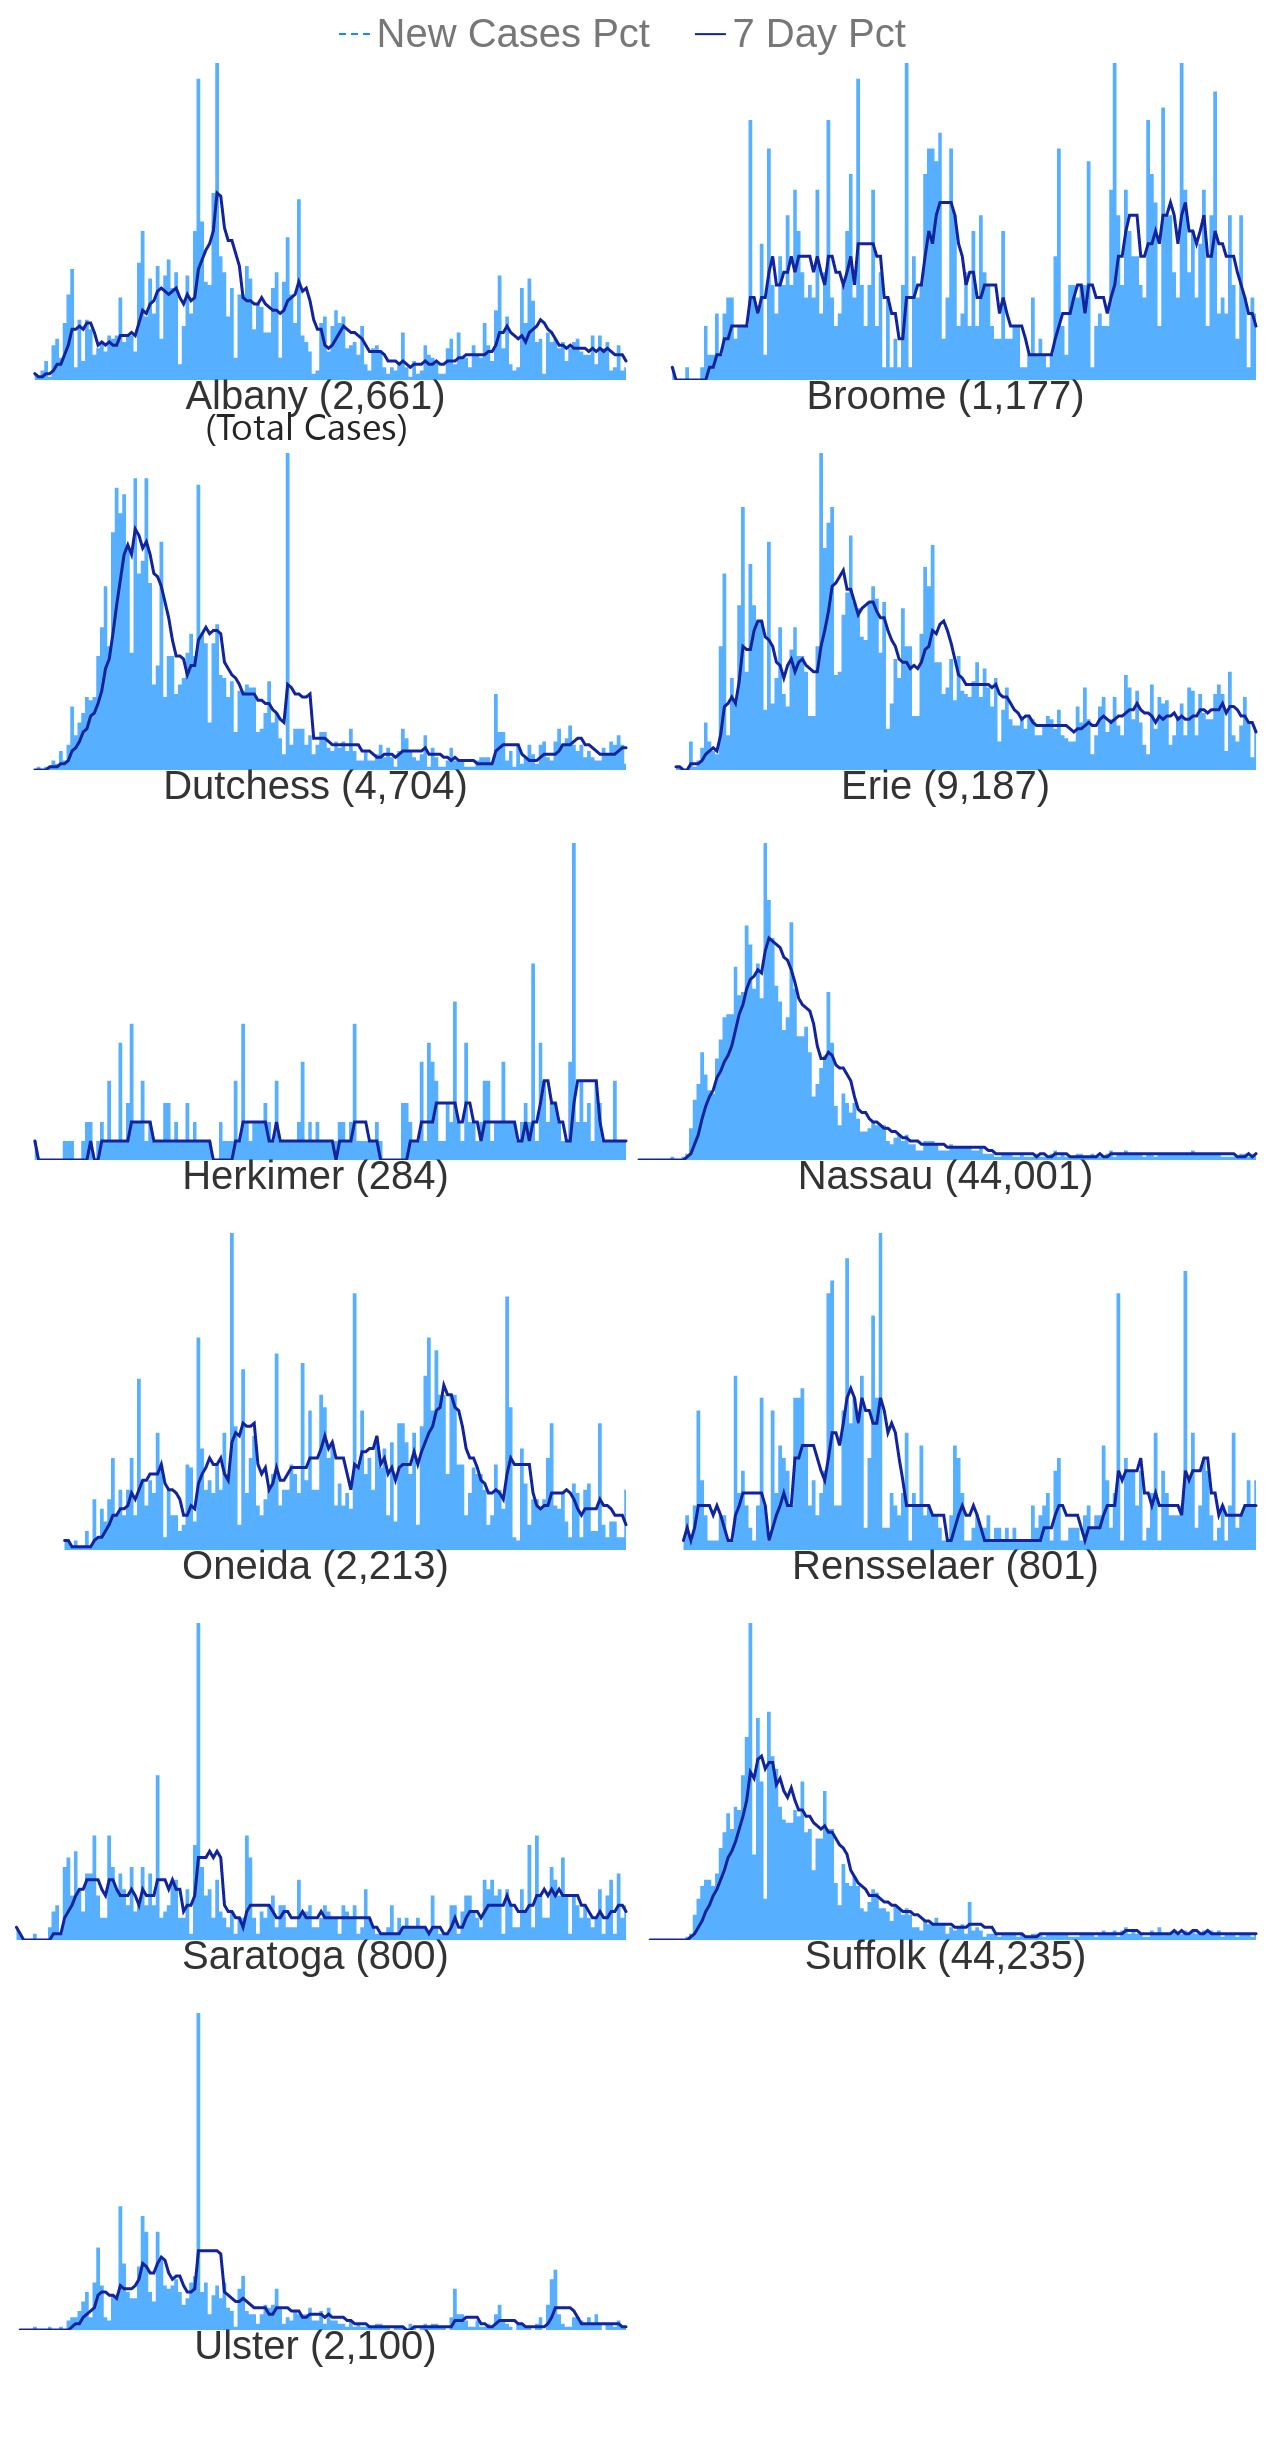 New Cases Pct 7 Day Pct
Albany (2,661) Broome (1,177)
(Total Cases)
Dutchess (4,704) Erie (9,187)
Herkimer (284) Nassau (44,001)
Oneida (2,213) Rensselaer (801)
Saratoga (800) Suffolk (44,235)
Ulster (2,100)